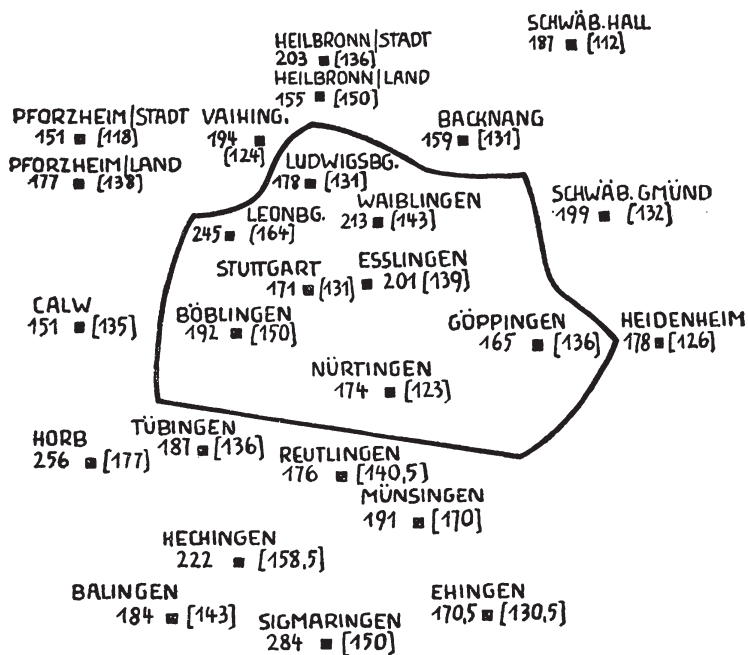 SCHWÄB. HALL
187 ■ [112]
HEILBRONN|STADT
203 ■ [136]
HEILBRONN|LAND
155 ■ [150]
PFORZHEIM|STADT
151 ■ [118]
VAIHING.
194 ■
[124]
BACKNANG
159 ■ [131]
PFORZHEIM|LAND
177 ■ [138]
LUDWIGSBG.
178 ■ [131]
SCHWÄB. GMÜND
199 ■ [132]
WAIBLINGEN
213 ■ [143]
LEONBG.
245 ■ [164]
STUTTGART
171 ■ [131]
ESSLINGEN
■ 201 [139]
CALW
151 ■ [135]
BÖBLINGEN
192 ■ [150]
GÖPPINGEN
165 ■ [136]
HEIDENHEIM
178 ■ [126]
NÜRTINGEN
174 ■ [123]
HORB
256 ■ [177]
TÜBINGEN
187 ■ [136]
REUTLINGEN
176 ■ [140,5]
MÜNSINGEN
191 ■ [170]
HECHINGEN
222 ■ [158,5]
BALINGEN
184 ■ [143]
SIGMARINGEN
284 ■ [150]
EHINGEN
170,5 ■ [130,5]